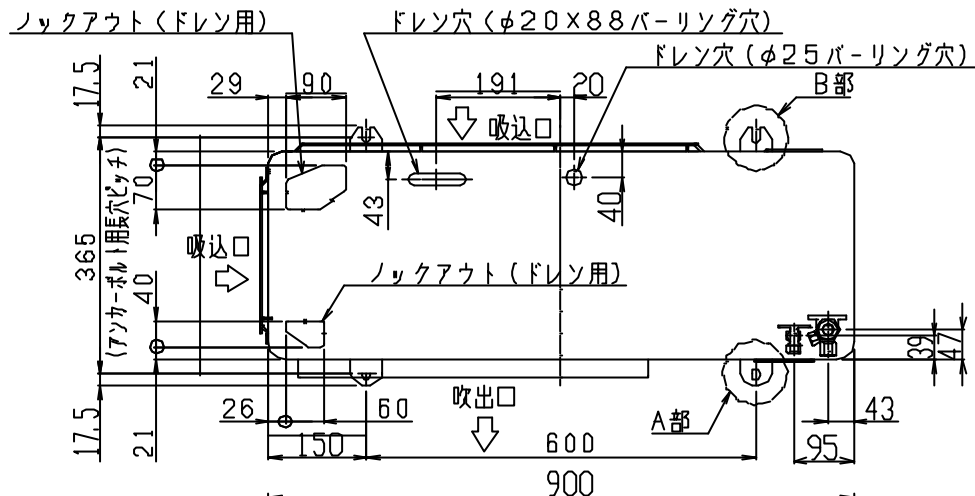 ノックアウト(ドレン用)
ドレン穴(φ20×88バーリング穴)
ドレン穴(φ25バーリング穴)
17.5
21
29
90
191
20
B部
吸込口
70
43
40
365
(アンカーボルト用長穴ピッチ)
吸込口
40
ノックアウト(ドレン用)
39
47
17.5
21
26
60
吹出口
A部
43
150
600
95
900